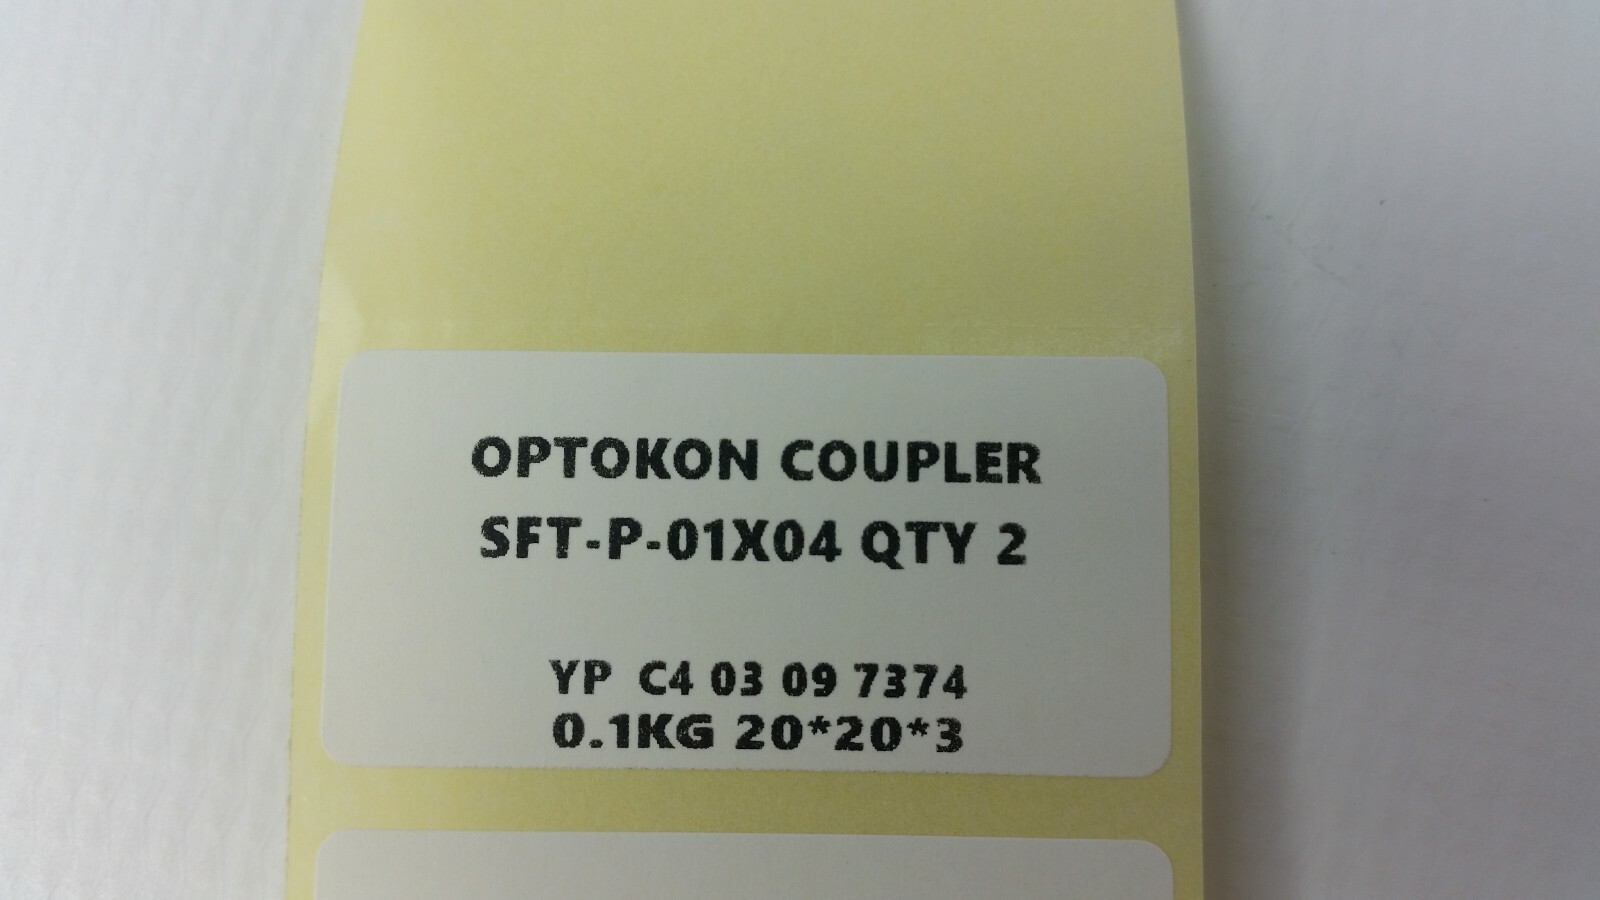 OPTOKON COUPLER
SFT-P-01X04 QTY 2
YP C4 03 09 7374
0.1KG 20*20*3